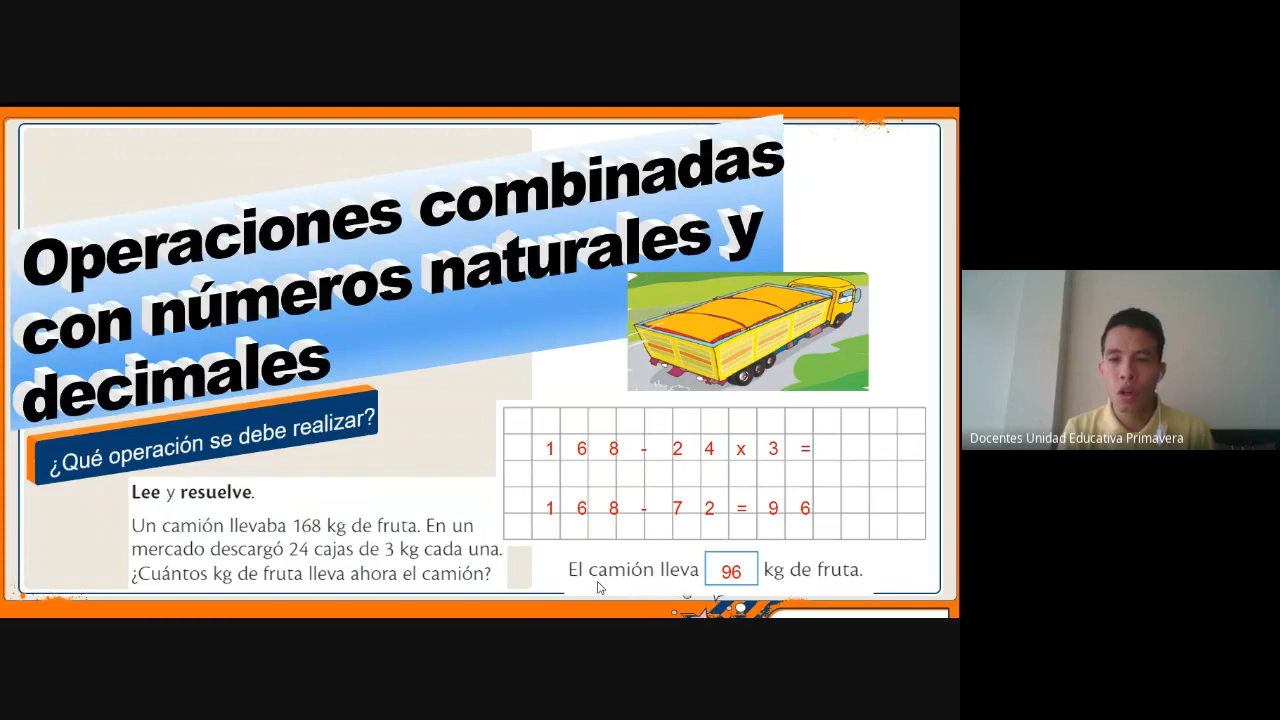 Operaciones combinadas
con números naturales y
decimales
¿Qué operación se debe realizar?
Lee y resuelve.
Un camión llevaba 168 kg de fruta. En un
mercado descargó 24 cajas de 3 kg cada una.
¿Cuántos kg de fruta lleva ahora el camión?
1 6 8 - 2 4 x 3 =
1 6 8 - 7 2 = 9 6
El camión lleva 96 kg de fruta.
Docentes Unidad Educativa Primavera